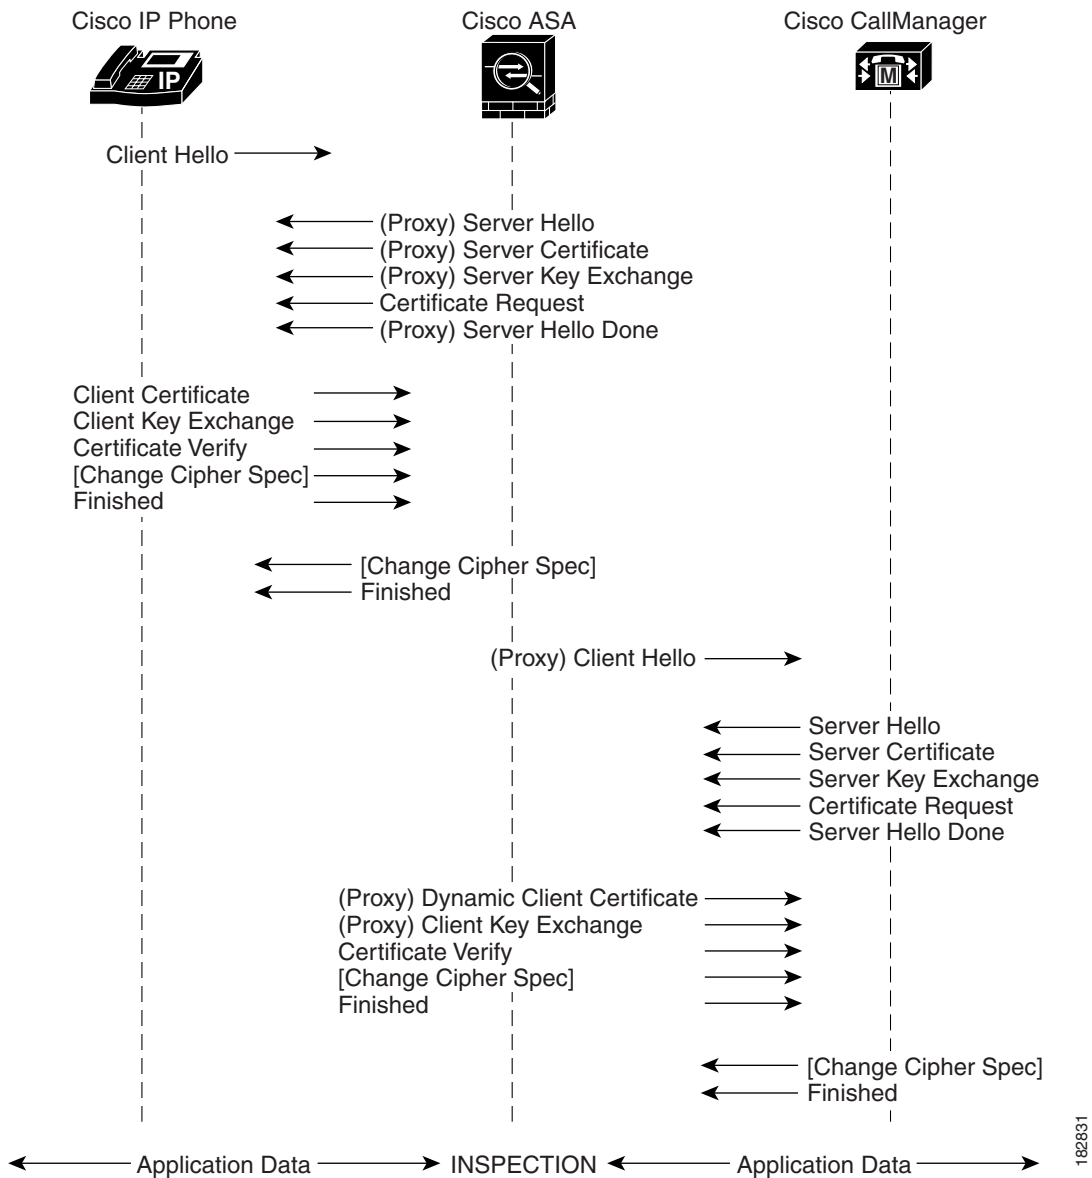 Cisco IP Phone
Cisco ASA
Cisco CallManager
IP
M
Client Hello
(Proxy) Server Hello
(Proxy) Server Certificate
(Proxy) Server Key Exchange
Certificate Request
(Proxy) Server Hello Done
Client Certificate
Client Key Exchange
Certificate Verify
[Change Cipher Spec]
Finished
[Change Cipher Spec]
Finished
(Proxy) Client Hello
Server Hello
Server Certificate
Server Key Exchange
Certificate Request
Server Hello Done
(Proxy) Dynamic Client Certificate
(Proxy) Client Key Exchange
Certificate Verify
[Change Cipher Spec]
Finished
[Change Cipher Spec]
Finished
Application Data
INSPECTION
Application Data
182831